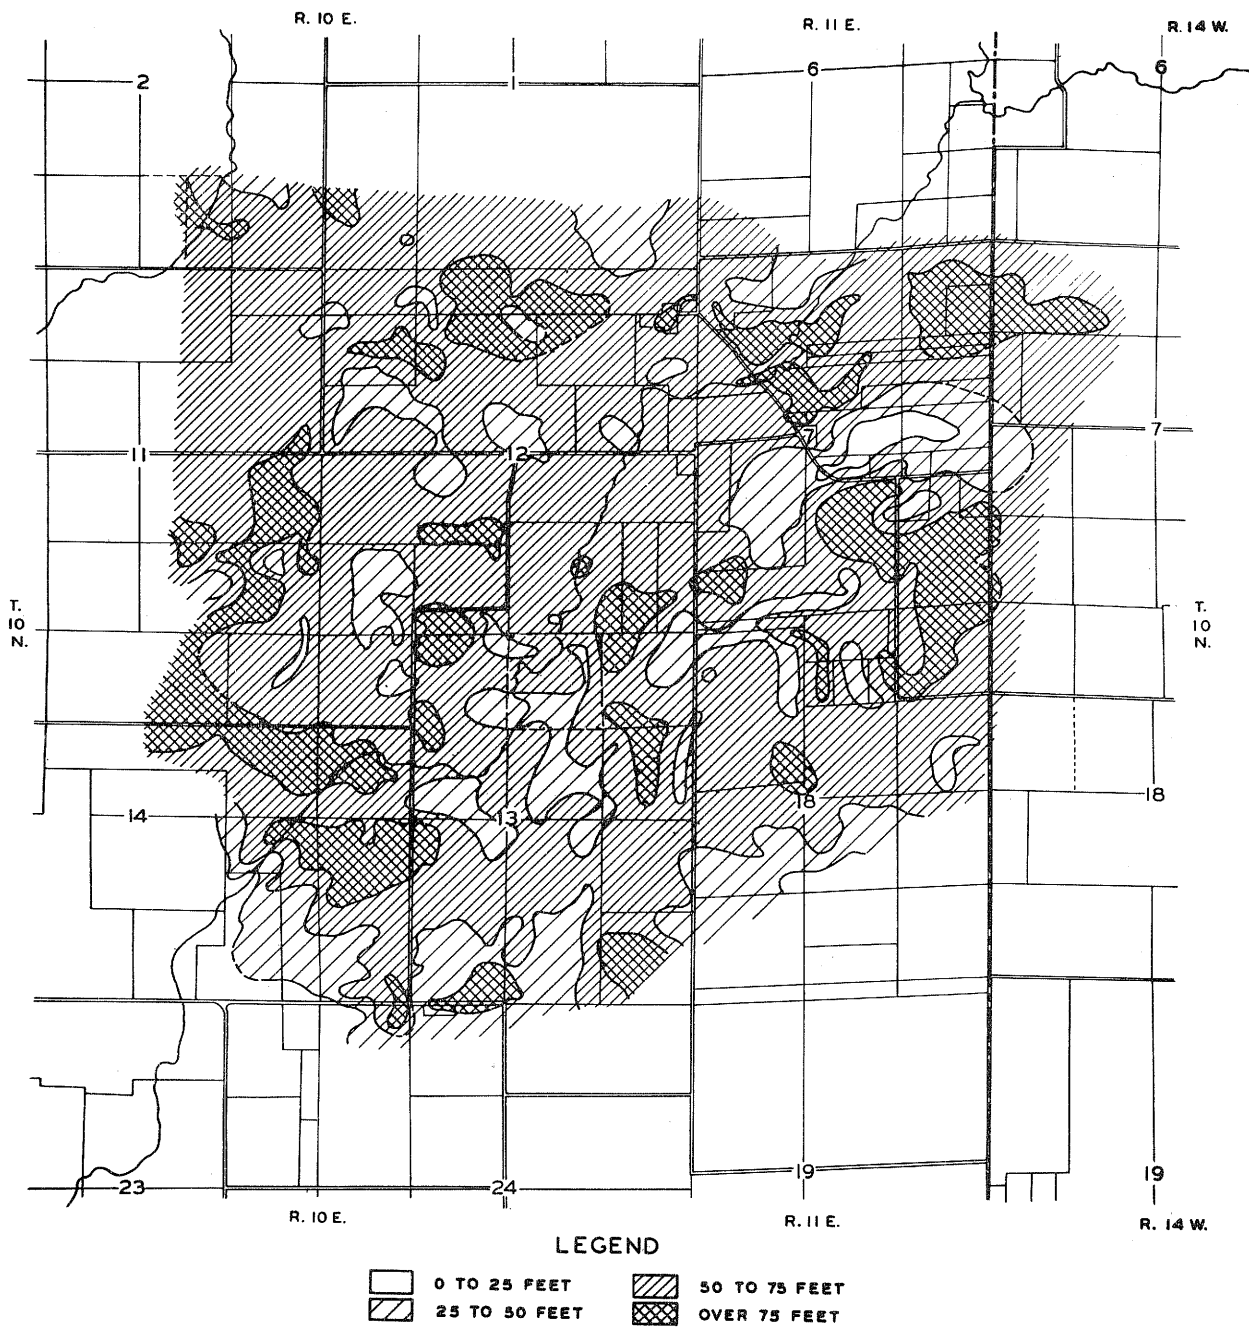 R. 10 E.
R. 11 E.
R. 14 W.
2
1
6
6
11
12
7
7
T.
10
N.
T.
10
N.
14
13
18
18
23
24
19
19
R. 10 E.
R. 11 E.
R. 14 W.
LEGEND
0 TO 25 FEET
50 TO 75 FEET
25 TO 50 FEET
OVER 75 FEET